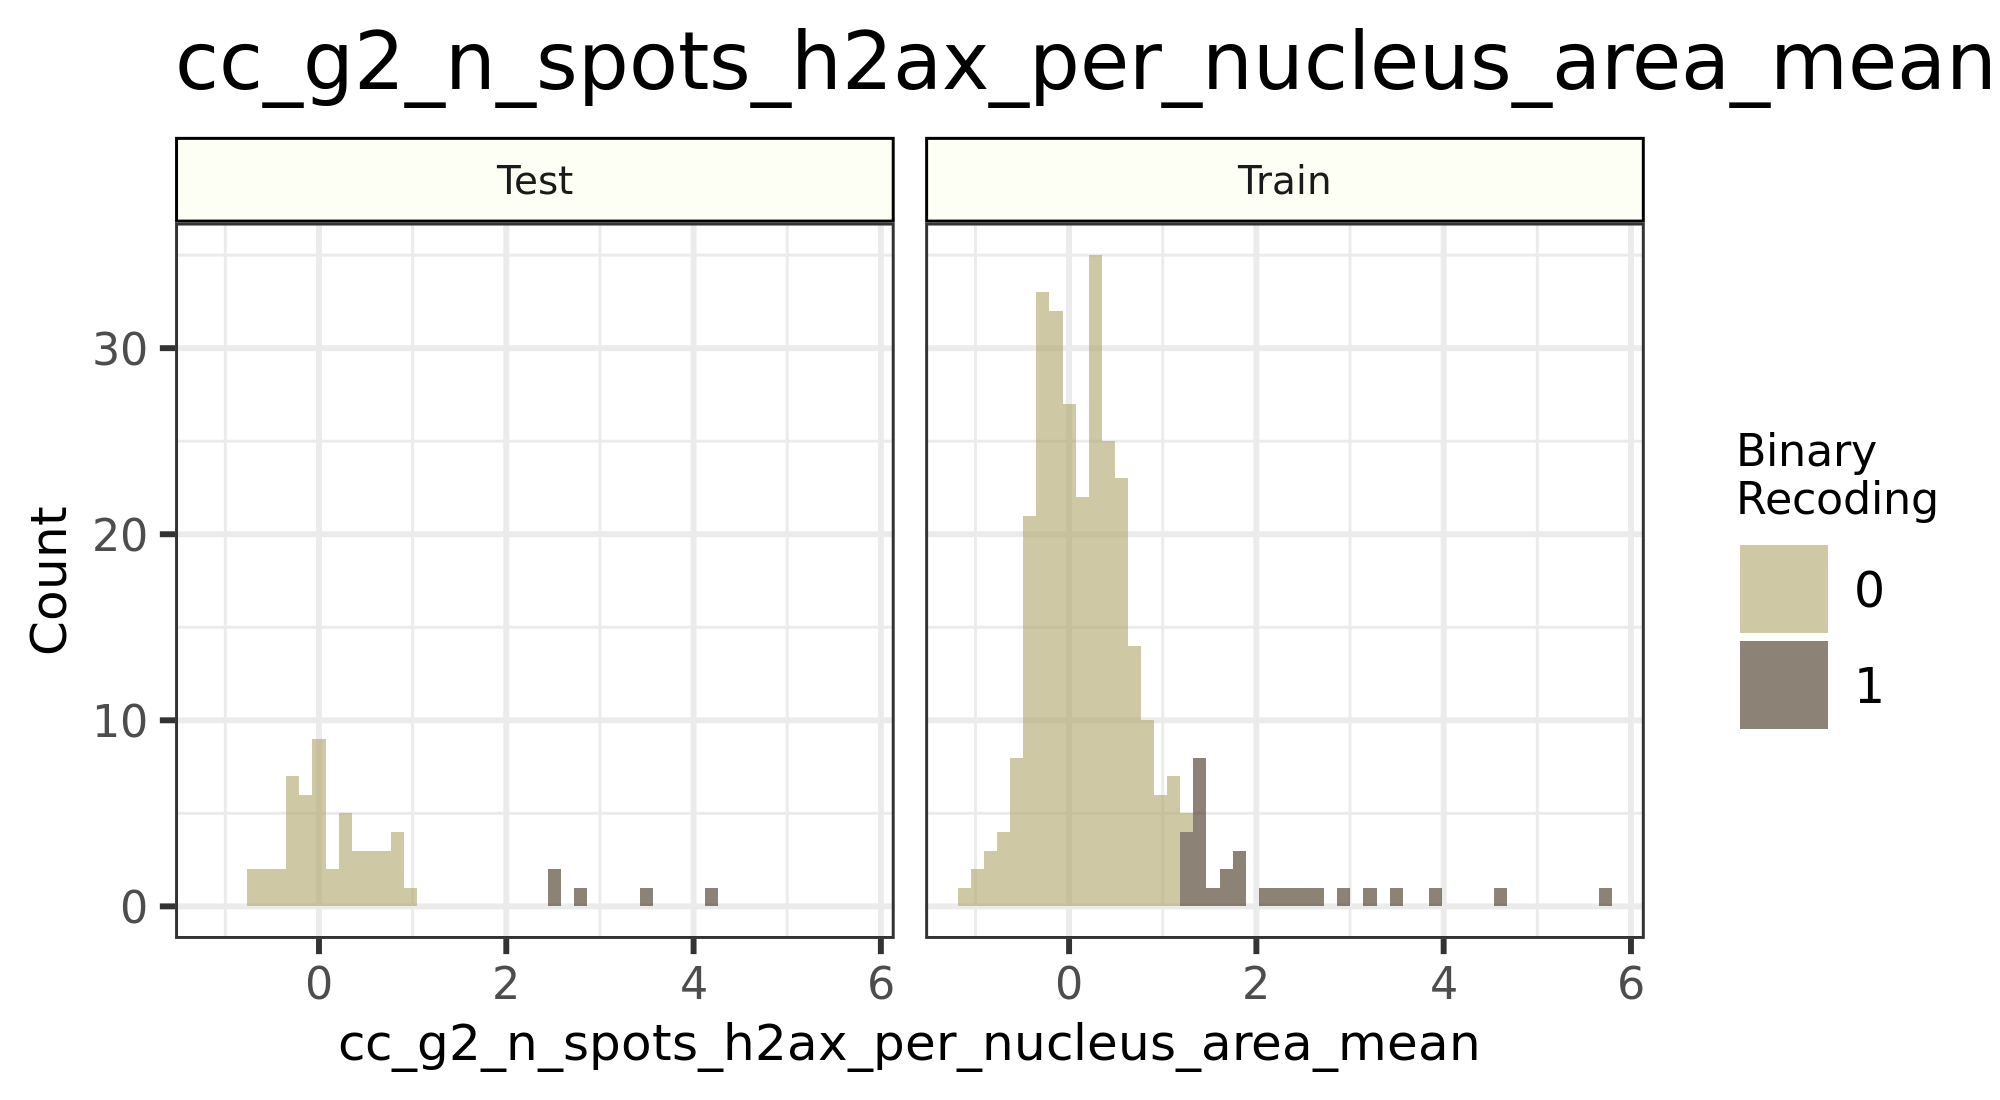 cc_g2_n_spots_h2ax_per_nucleus_area_mean
Test
Train
30
20
10
0
Count
0
2
4
6
0
2
4
6
cc_g2_n_spots_h2ax_per_nucleus_area_mean
Binary
Recoding
0
1